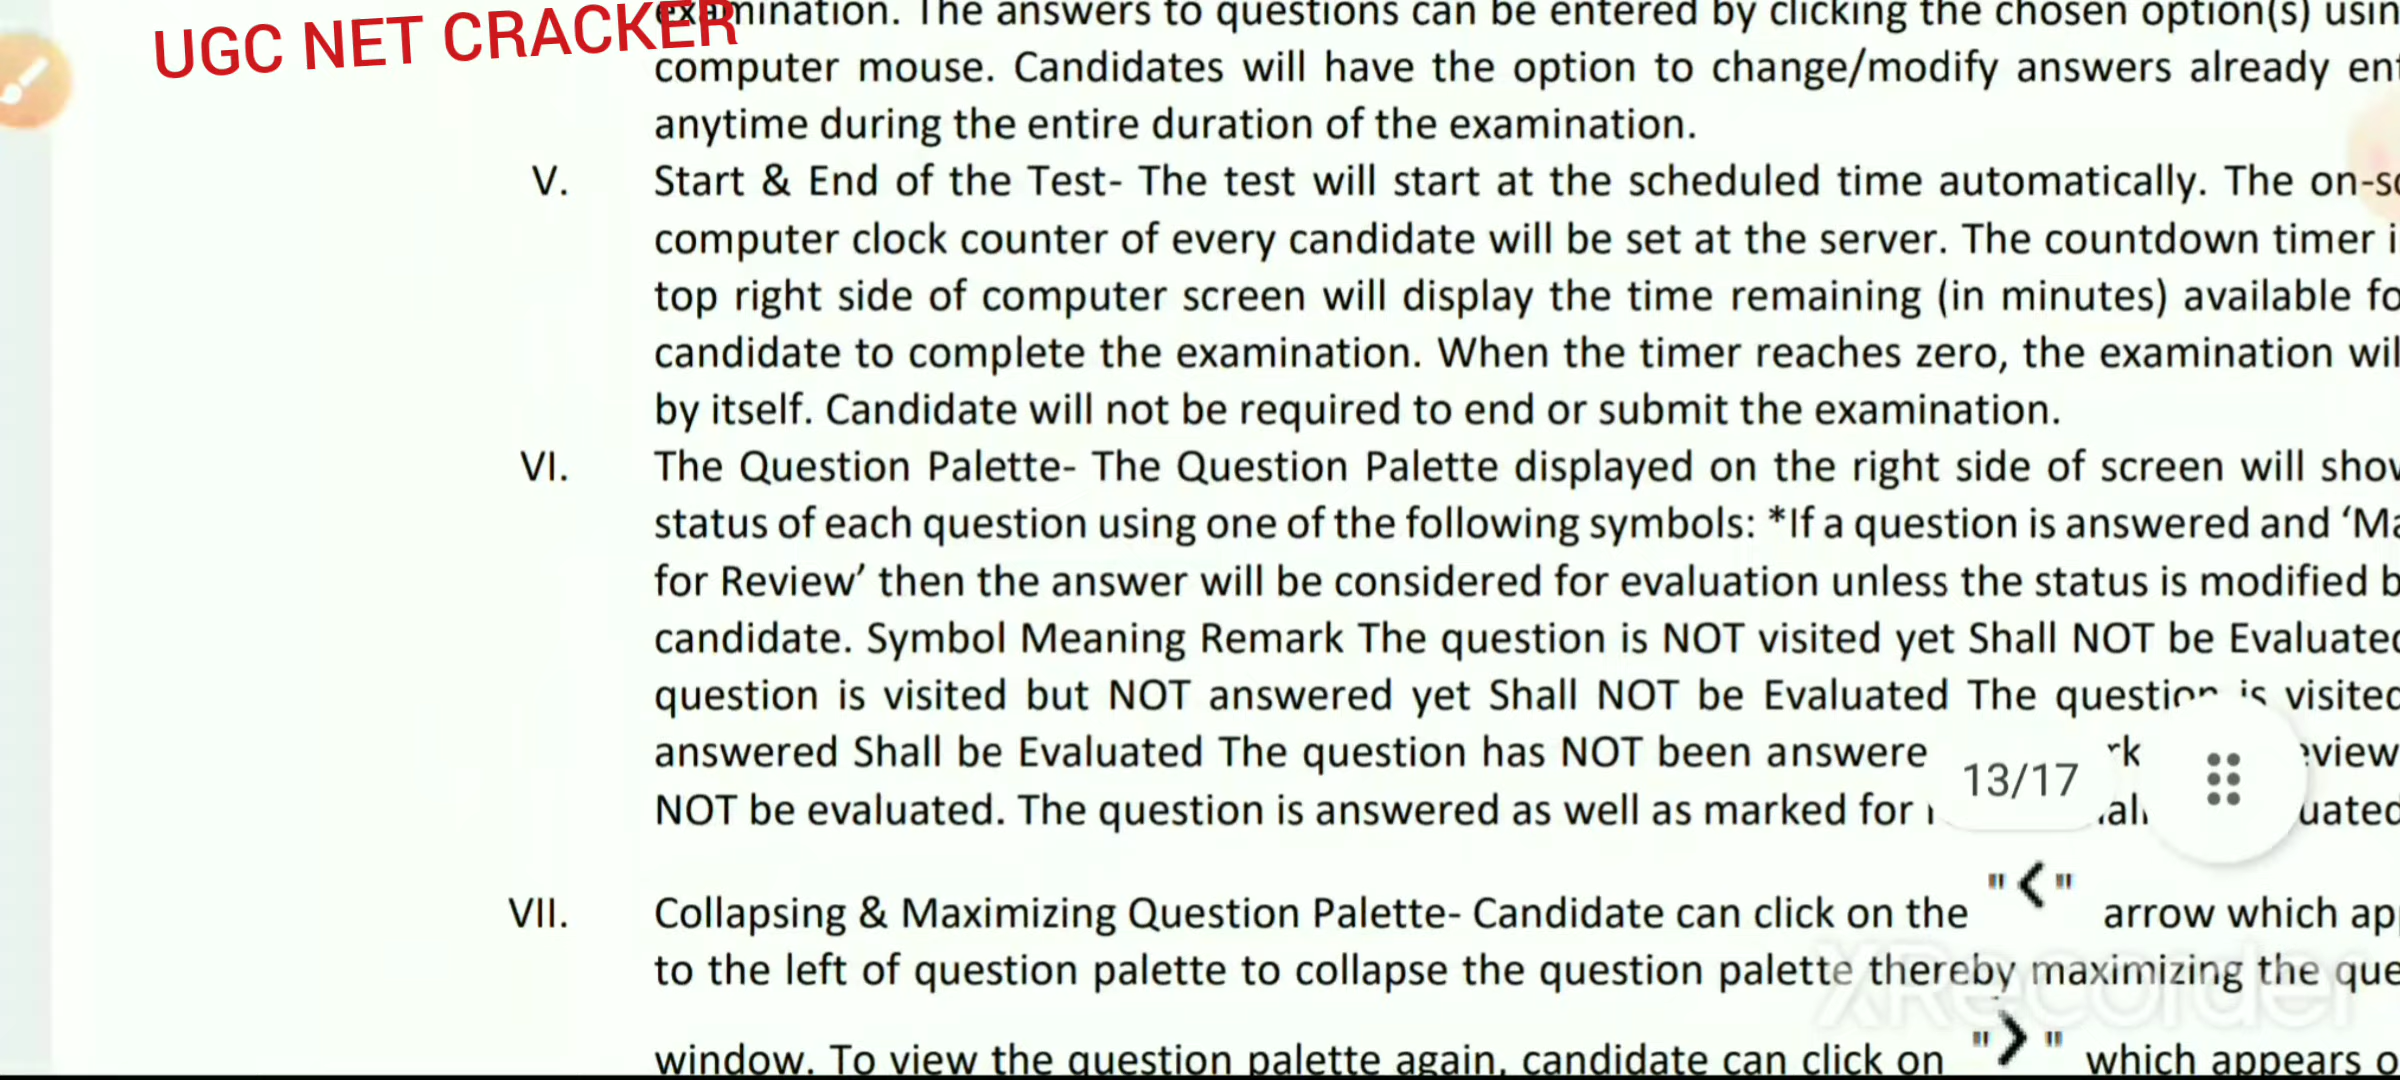 UGC NET CRACKER
examination. The answers to questions can be entered by clicking the chosen option(s)
computer mouse. Candidates will have the option to change/modify answers already
anytime during the entire duration of the examination.
V. Start & End of the Test- The test will start at the scheduled time automatically. The
computer clock counter of every candidate will be set at the server. The countdown timer
top right side of computer screen will display the time remaining (in minutes) available
candidate to complete the examination. When the timer reaches zero, the examination
by itself. Candidate will not be required to end or submit the examination.
VI. The Question Palette- The Question Palette displayed on the right side of screen will
status of each question using one of the following symbols: *If a question is answered and
for Review’ then the answer will be considered for evaluation unless the status is modified
candidate. Symbol Meaning Remark The question is NOT visited yet Shall NOT be
question is visited but NOT answered yet Shall NOT be Evaluated The question is
answered Shall be Evaluated The question has NOT been
13/17
NOT be evaluated. The question is answered as well as marked for
VII. Collapsing & Maximizing Question Palette- Candidate can click on the "<" arrow which
to the left of question palette to collapse the question palette thereby maximizing the
XRecorder
window. To view the question palette again, candidate can click on ">" which appears